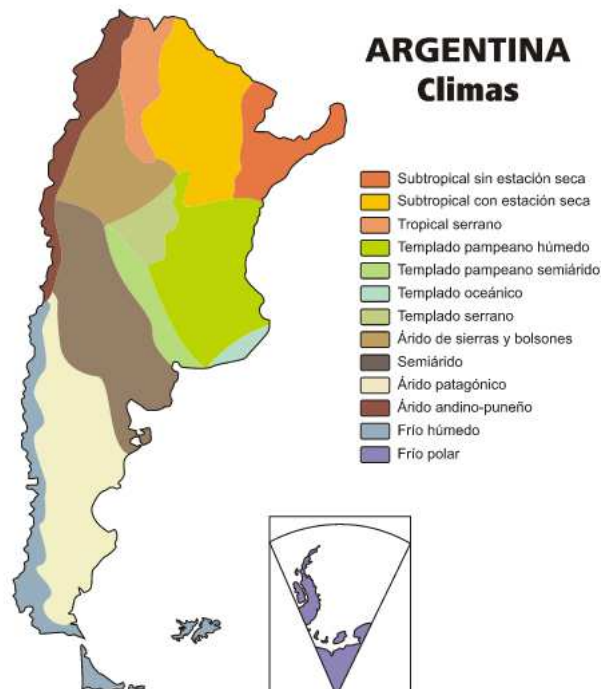 ARGENTINA
Climas
Subtropical sin estación seca
Subtropical con estación seca
Tropical serrano
Templado pampeano húmedo
Templado pampeano semiárido
Templado oceánico
Templado serrano
Árido de sierras y bolsones
Semiárido
Árido patagónico
Árido andino-puneño
Frío húmedo
Frío polar